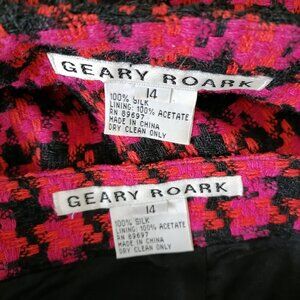 GEARY ROARK
14
100% SILK
LINING: 100% ACETATE
RN 89697
MADE IN CHINA
DRY CLEAN ONLY
GEARY ROARK
14
100% SILK
LINING: 100% ACETATE
RN 89697
MADE IN CHINA
DRY CLEAN ONLY